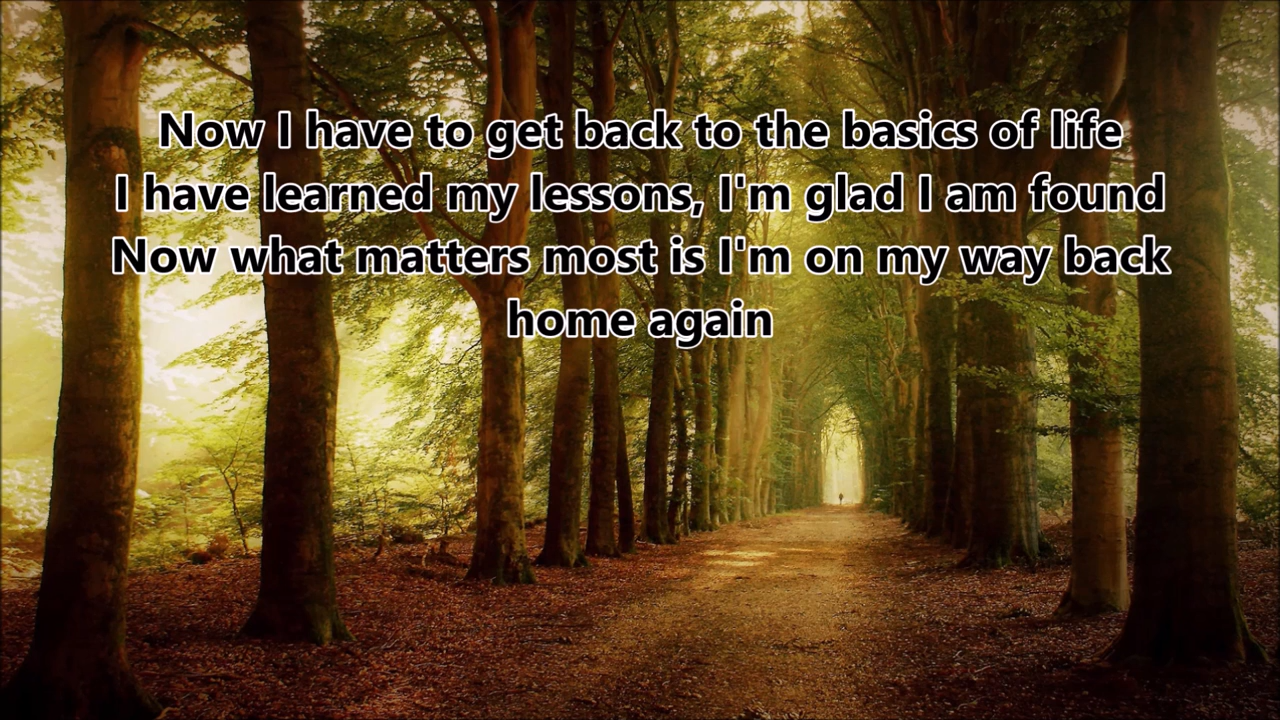 Now I have to get back to the basics of life
I have learned my lessons, I'm glad I am found
Now what matters most is I'm on my way back
home again